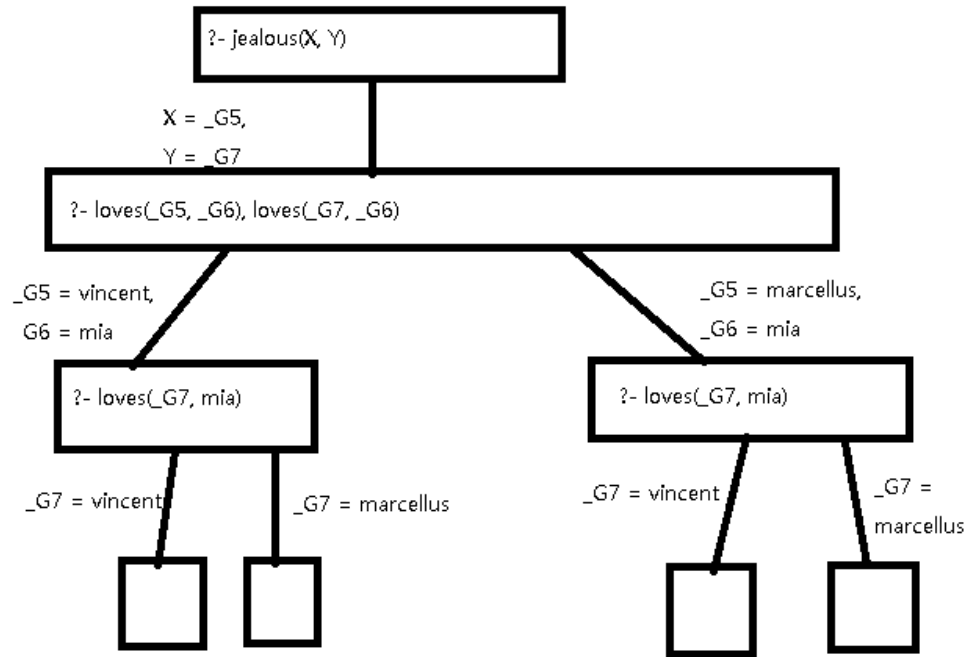 ?- jealous(X, Y)
X = _G5,
Y = _G7
?- loves(_G5, _G6), loves(_G7, _G6)
_G5 = vincent,
G6 = mia
_G5 = marcellus,
_G6 = mia
?- loves(_G7, mia)
?- loves(_G7, mia)
_G7 = vincent
_G7 = marcellus
_G7 = vincent
_G7 =
marcellus